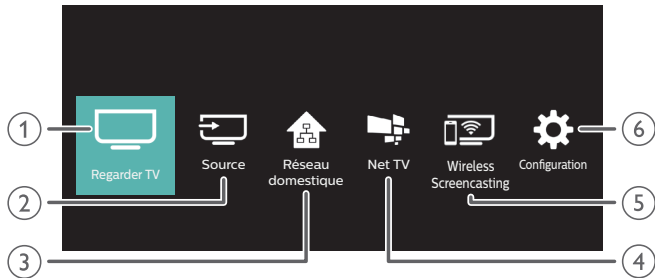 1
Regarder TV
2
Source
3
Réseau
domestique
4
Net TV
5
Wireless
Screencasting
6
Configuration